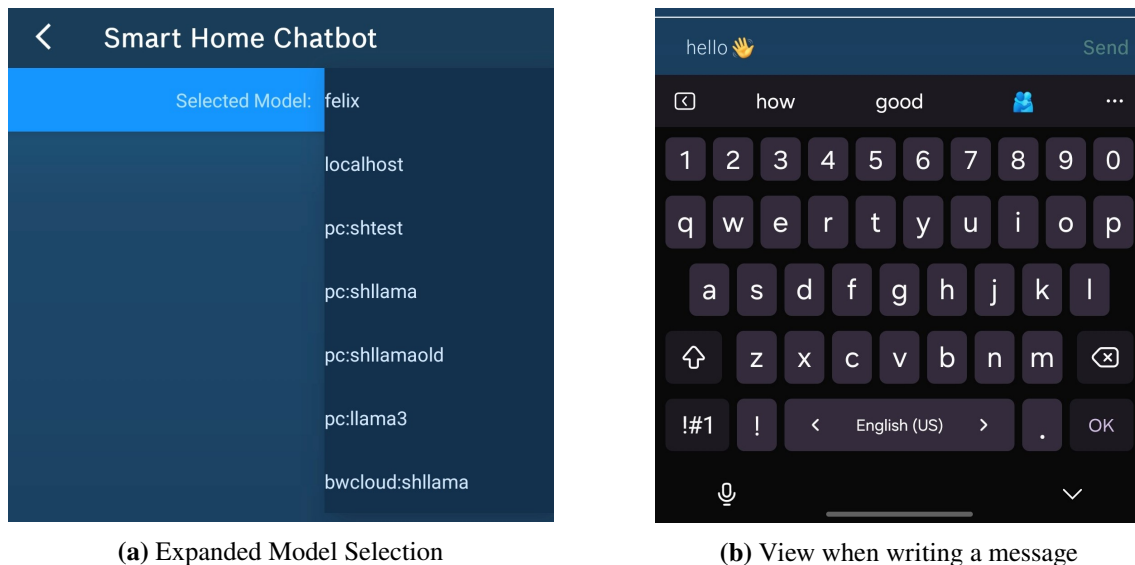 Smart Home Chatbot
Selected Model: felix
localhost
pc:shtest
pc:shllama
pc:shllamaold
pc:llama3
bwcloud:shllama
(a) Expanded Model Selection
hello👋 Send
how good 🫂 ...
1 2 3 4 5 6 7 8 9 0
q w e r t y u i o p
a s d f g h j k l
z x c v b n m
!#1 ! < English (US) > . OK
(b) View when writing a message